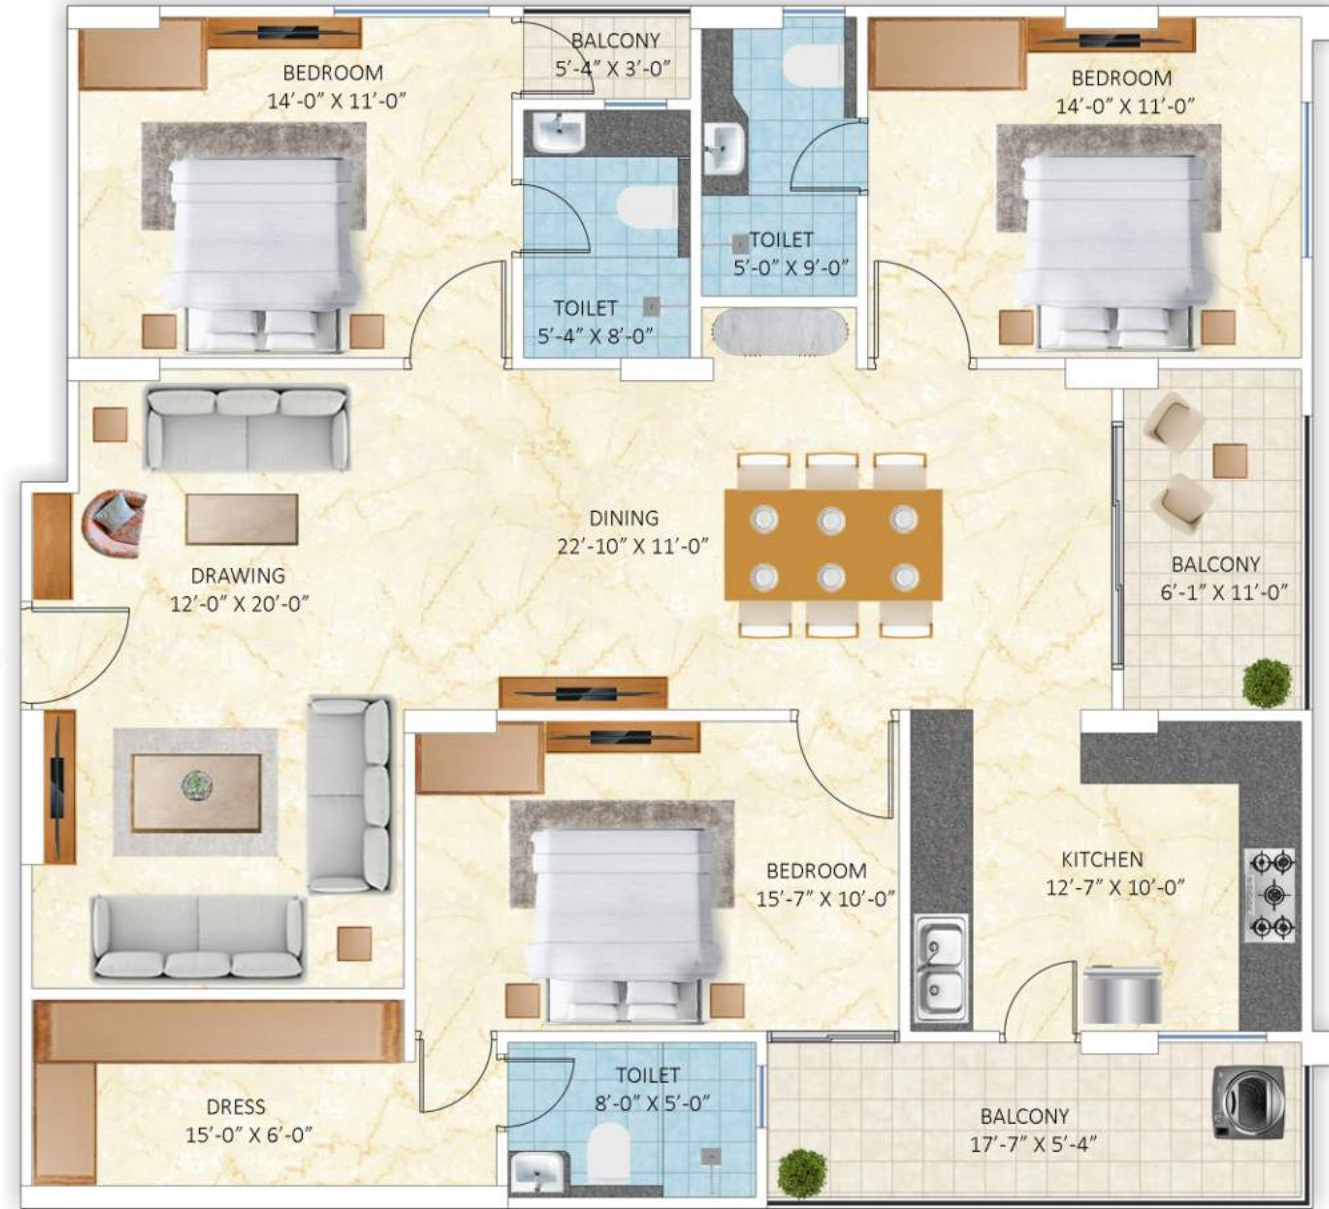 BALCONY
5'-4" X 3'-0"
BEDROOM
14'-0" X 11'-0"
BEDROOM
14'-0" X 11'-0"
TOILET
5'-0" X 9'-0"
TOILET
5'-4" X 8'-0"
DINING
22'-10" X 11'-0"
DRAWING
12'-0" X 20'-0"
BALCONY
6'-1" X 11'-0"
BEDROOM
15'-7" X 10'-0"
KITCHEN
12'-7" X 10'-0"
TOILET
8'-0" X 5'-0"
DRESS
15'-0" X 6'-0"
BALCONY
17'-7" X 5'-4"